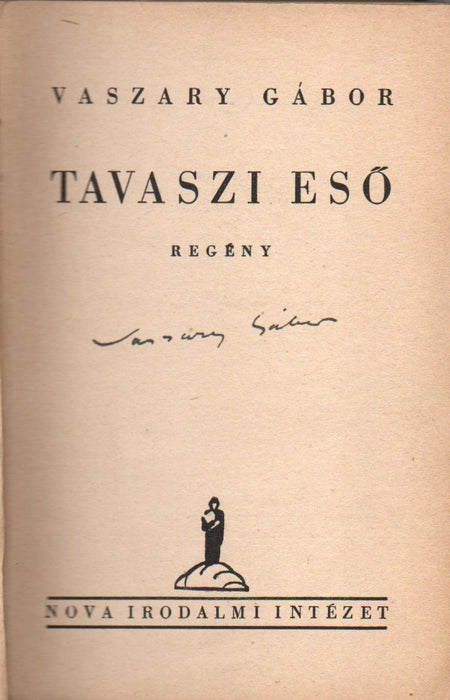 VASZARY GÁBOR
TAVASZI ESŐ
REGÉNY
Vaszary Gábor
NOVA IRODALMI INTÉZET